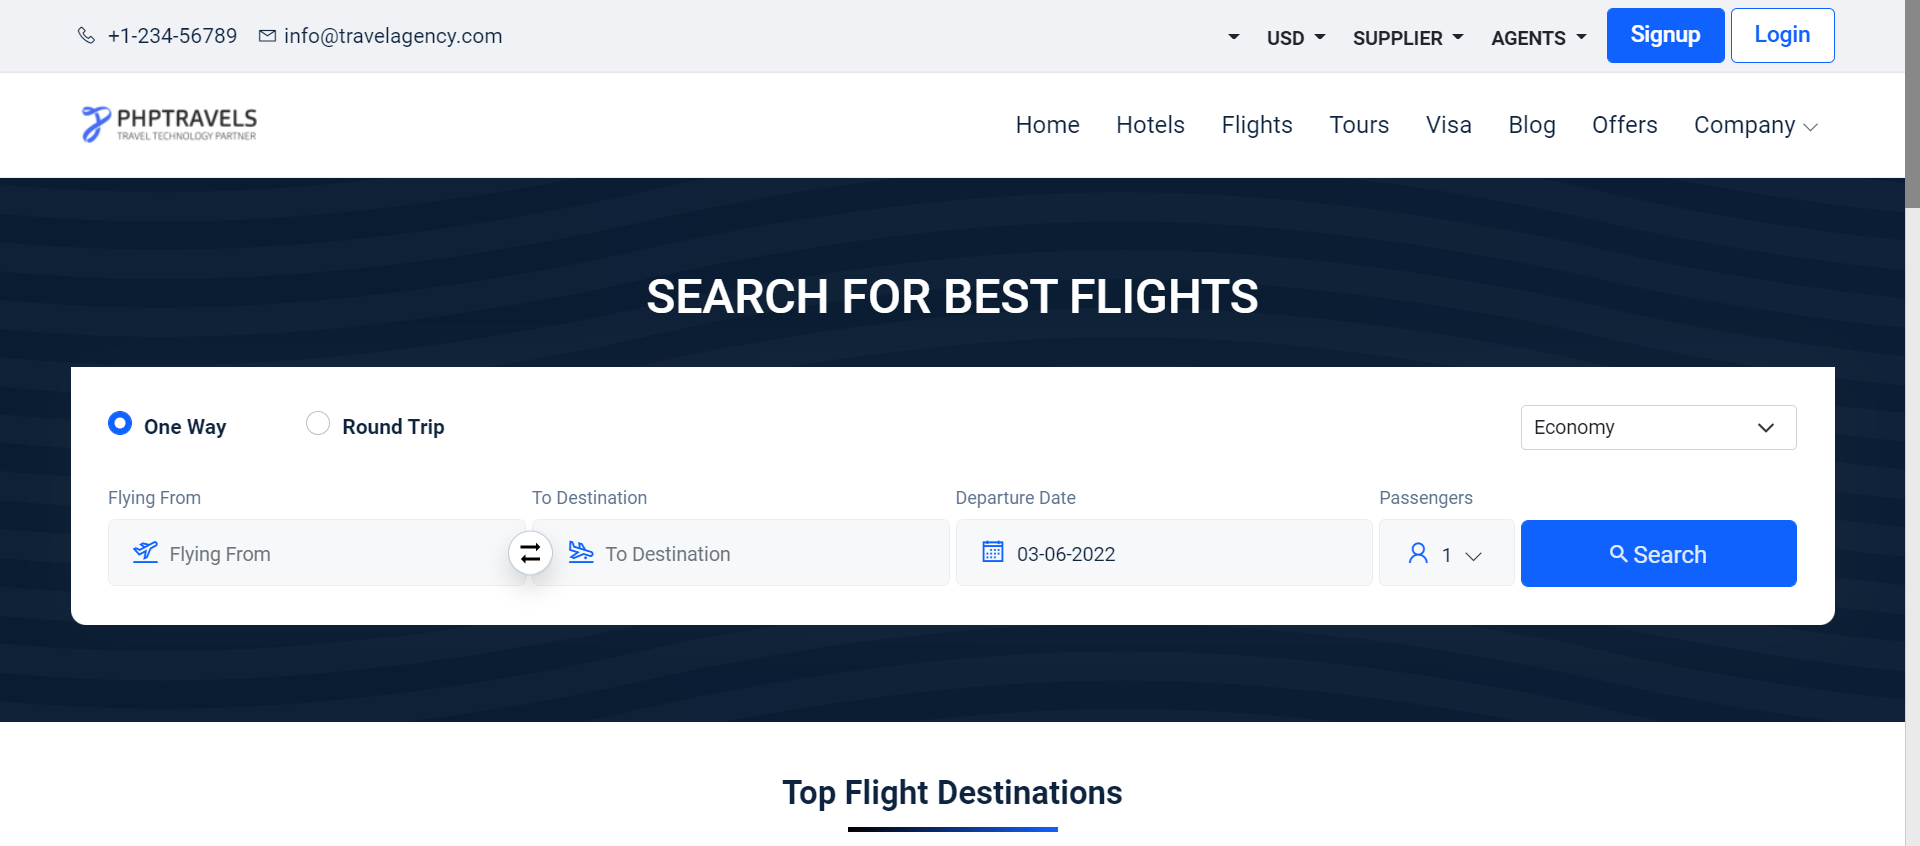 +1-234-56789 info@travelagency.com USD SUPPLIER AGENTS Signup Login
PHPTRAVELS
TRAVEL TECHNOLOGY PARTNER
Home Hotels Flights Tours Visa Blog Offers Company
SEARCH FOR BEST FLIGHTS
One Way Round Trip Economy
Flying From To Destination Departure Date Passengers
Flying From To Destination 03-06-2022 1 Search
Top Flight Destinations